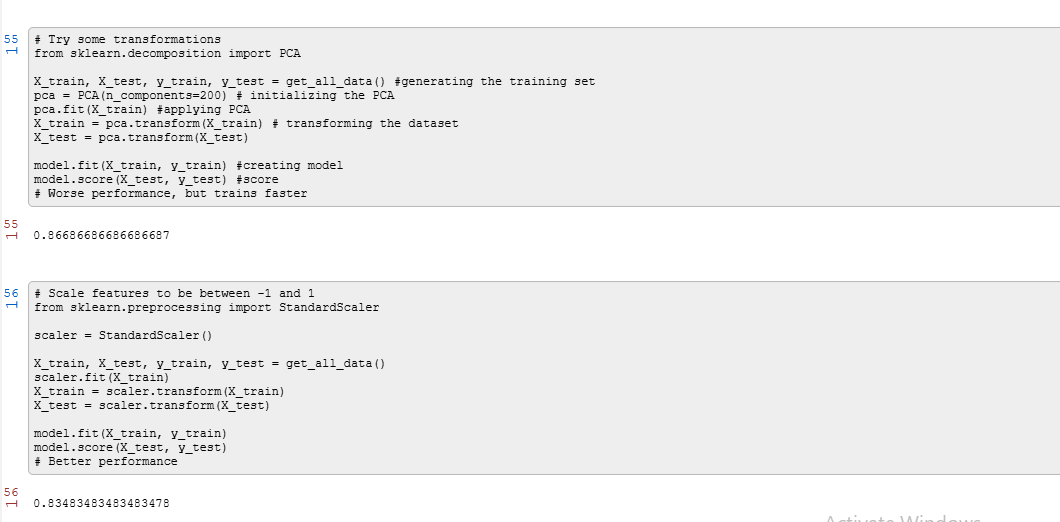 55
1
# Try some transformations
from sklearn.decomposition import PCA
X_train, X_test, y_train, y_test = get_all_data() #generating the training set
pca = PCA(n_components=200) # initializing the PCA
pca.fit(X_train) #applying PCA
X_train = pca.transform(X_train) # transforming the dataset
X_test = pca.transform(X_test)
model.fit(X_train, y_train) #creating model
model.score(X_test, y_test) #score
# Worse performance, but trains faster
55
1
0.86686686686686687
56
1
# Scale features to be between -1 and 1
from sklearn.preprocessing import StandardScaler
scaler = StandardScaler()
X_train, X_test, y_train, y_test = get_all_data()
scaler.fit(X_train)
X_train = scaler.transform(X_train)
X_test = scaler.transform(X_test)
model.fit(X_train, y_train)
model.score(X_test, y_test)
# Better performance
56
1
0.83483483483483478
Activate Windows